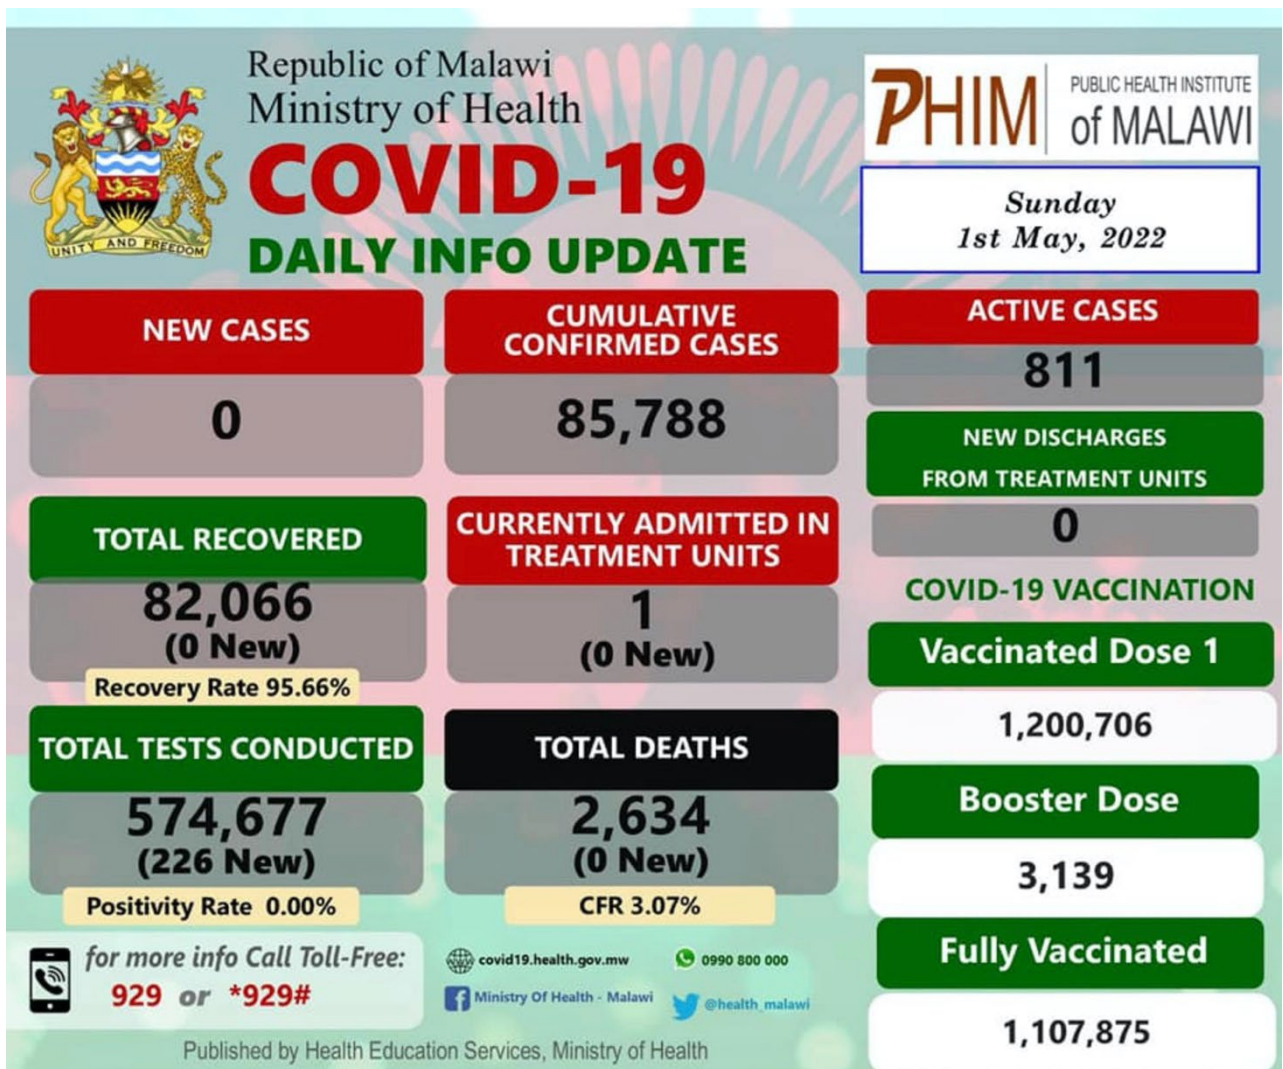 Republic of Malawi
Ministry of Health
COVID-19
DAILY INFO UPDATE
UNITY AND FREEDOM
PHIM
PUBLIC HEALTH INSTITUTE
of MALAWI
Sunday
1st May, 2022
NEW CASES
0
CUMULATIVE
CONFIRMED CASES
85,788
ACTIVE CASES
811
NEW DISCHARGES
FROM TREATMENT UNITS
0
TOTAL RECOVERED
82,066
(0 New)
Recovery Rate 95.66%
CURRENTLY ADMITTED IN
TREATMENT UNITS
1
(0 New)
COVID-19 VACCINATION
Vaccinated Dose 1
1,200,706
Booster Dose
3,139
Fully Vaccinated
1,107,875
TOTAL TESTS CONDUCTED
574,677
(226 New)
Positivity Rate 0.00%
TOTAL DEATHS
2,634
(0 New)
CFR 3.07%
for more info Call Toll-Free:
929 or *929#
covid19.health.gov.mw
0990 800 000
Ministry Of Health - Malawi
@health_malawi
Published by Health Education Services, Ministry of Health